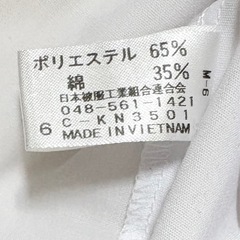 ポリエステル 65%
綿 35%
日本被服工業組合連合会
048-561-1421
6 C-KN3501
MADE IN VIETNAM
M-6